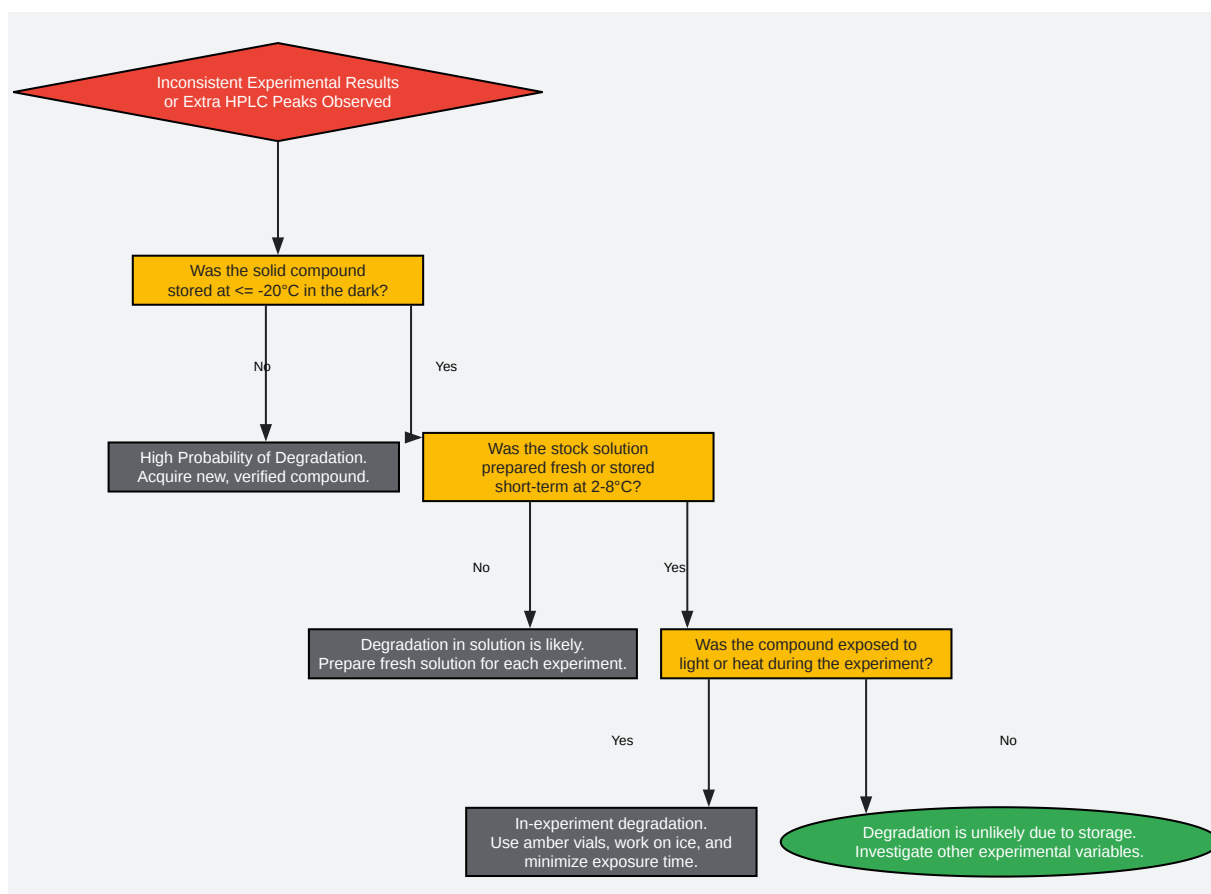 Inconsistent Experimental Results
or Extra HPLC Peaks Observed
Was the solid compound
stored at <= -20°C in the dark?
No
Yes
High Probability of Degradation.
Acquire new, verified compound.
Was the stock solution
prepared fresh or stored
short-term at 2-8°C?
No
Yes
Degradation in solution is likely.
Prepare fresh solution for each experiment.
Was the compound exposed to
light or heat during the experiment?
Yes
No
In-experiment degradation.
Use amber vials, work on ice, and
minimize exposure time.
Degradation is unlikely due to storage.
Investigate other experimental variables.